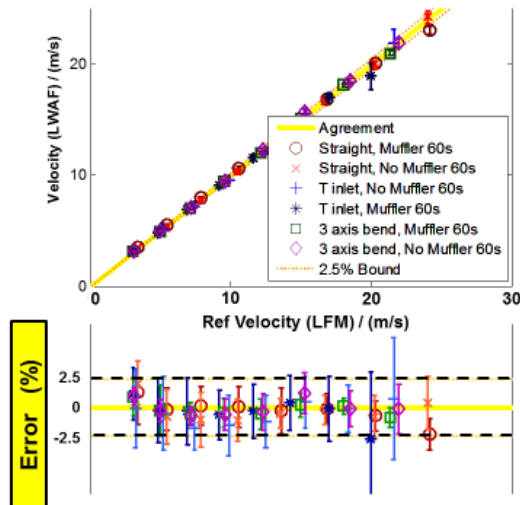 20
10
0
Velocity (LWAF) / (m/s)
Agreement
Straight, Muffler 60s
Straight, No Muffler 60s
T inlet, No Muffler 60s
T inlet, Muffler 60s
3 axis bend, Muffler 60s
3 axis bend, No Muffler 60s
2.5% Bound
0 10 20 30
Ref Velocity (LFM) / (m/s)
Error (%)
2.5
0
-2.5